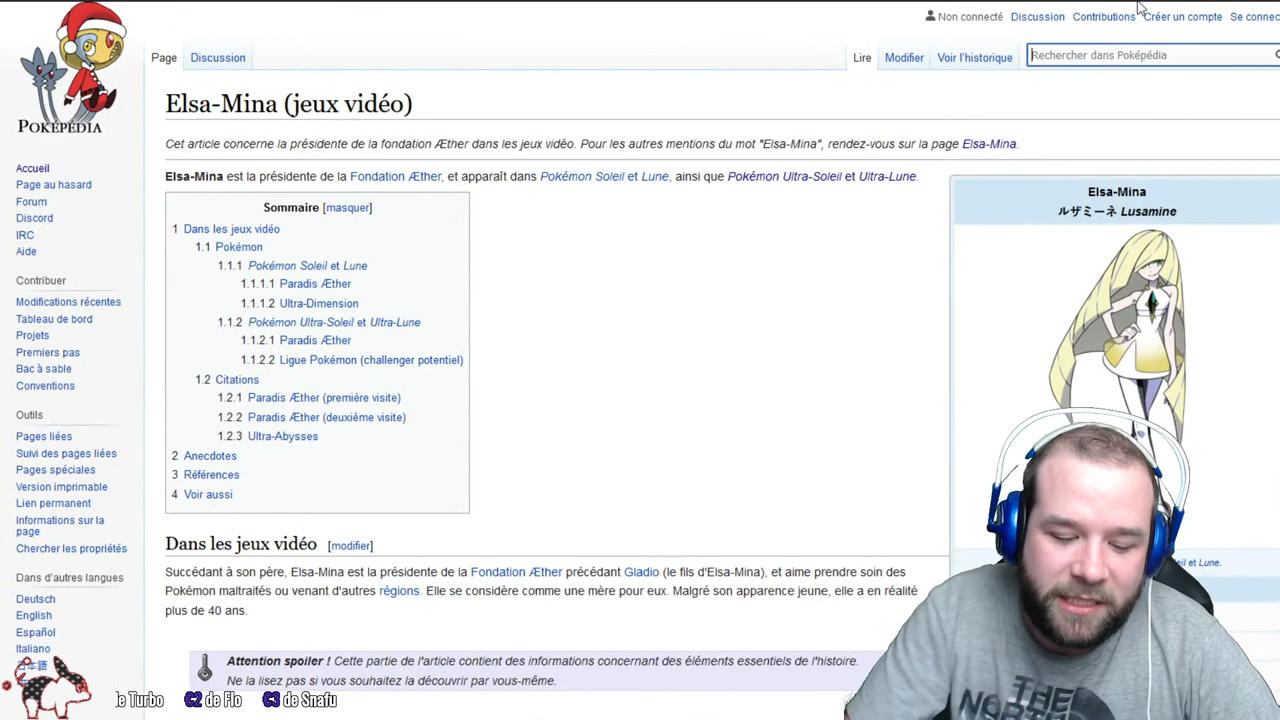 Non connecté Discussion Contributions Créer un compte Se connec
Page Discussion Lire Modifier Voir l'historique Rechercher dans Poképédia
POKÉPÉDIA
Accueil
Page au hasard
Forum
Discord
IRC
Aide
Contribuer
Modifications récentes
Tableau de bord
Projets
Premiers pas
Bac à sable
Conventions
Outils
Pages liées
Suivi des pages liées
Pages spéciales
Version imprimable
Lien permanent
Informations sur la
page
Chercher les propriétés
Dans d'autres langues
Deutsch
English
Español
Italiano
日本語
Elsa-Mina (jeux vidéo)
Cet article concerne la présidente de la fondation Æther dans les jeux vidéo. Pour les autres mentions du mot "Elsa-Mina", rendez-vous sur la page Elsa-Mina.
Elsa-Mina est la présidente de la Fondation Æther, et apparaît dans Pokémon Soleil et Lune, ainsi que Pokémon Ultra-Soleil et Ultra-Lune.
Sommaire [masquer]
1 Dans les jeux vidéo
1.1 Pokémon
1.1.1 Pokémon Soleil et Lune
1.1.1.1 Paradis Æther
1.1.1.2 Ultra-Dimension
1.1.2 Pokémon Ultra-Soleil et Ultra-Lune
1.1.2.1 Paradis Æther
1.1.2.2 Ligue Pokémon (challenger potentiel)
1.2 Citations
1.2.1 Paradis Æther (première visite)
1.2.2 Paradis Æther (deuxième visite)
1.2.3 Ultra-Abysses
2 Anecdotes
3 Références
4 Voir aussi
Elsa-Mina
ルザミーネ Lusamine
et Lune.
Dans les jeux vidéo [modifier]
Succédant à son père, Elsa-Mina est la présidente de la Fondation Æther précédant Gladio (le fils d'Elsa-Mina), et aime prendre soin des
Pokémon maltraités ou venant d'autres régions. Elle se considère comme une mère pour eux. Malgré son apparence jeune, elle a en réalité
plus de 40 ans.
Attention spoiler ! Cette partie de l'article contient des informations concernant des éléments essentiels de l'histoire.
Ne la lisez pas si vous souhaitez la découvrir par vous-même.
le Turbo C2 de Flo C3 de Snafu
THE